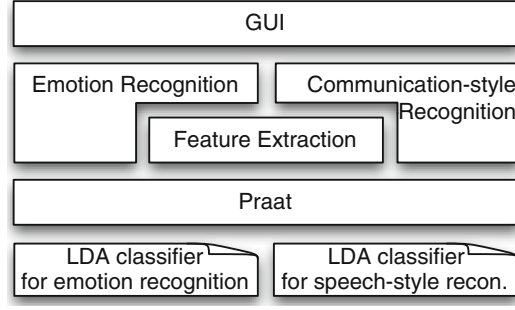 GUI
Emotion Recognition
Communication-style
Recognition
Feature Extraction
Praat
LDA classifier
for emotion recognition
LDA classifier
for speech-style recon.